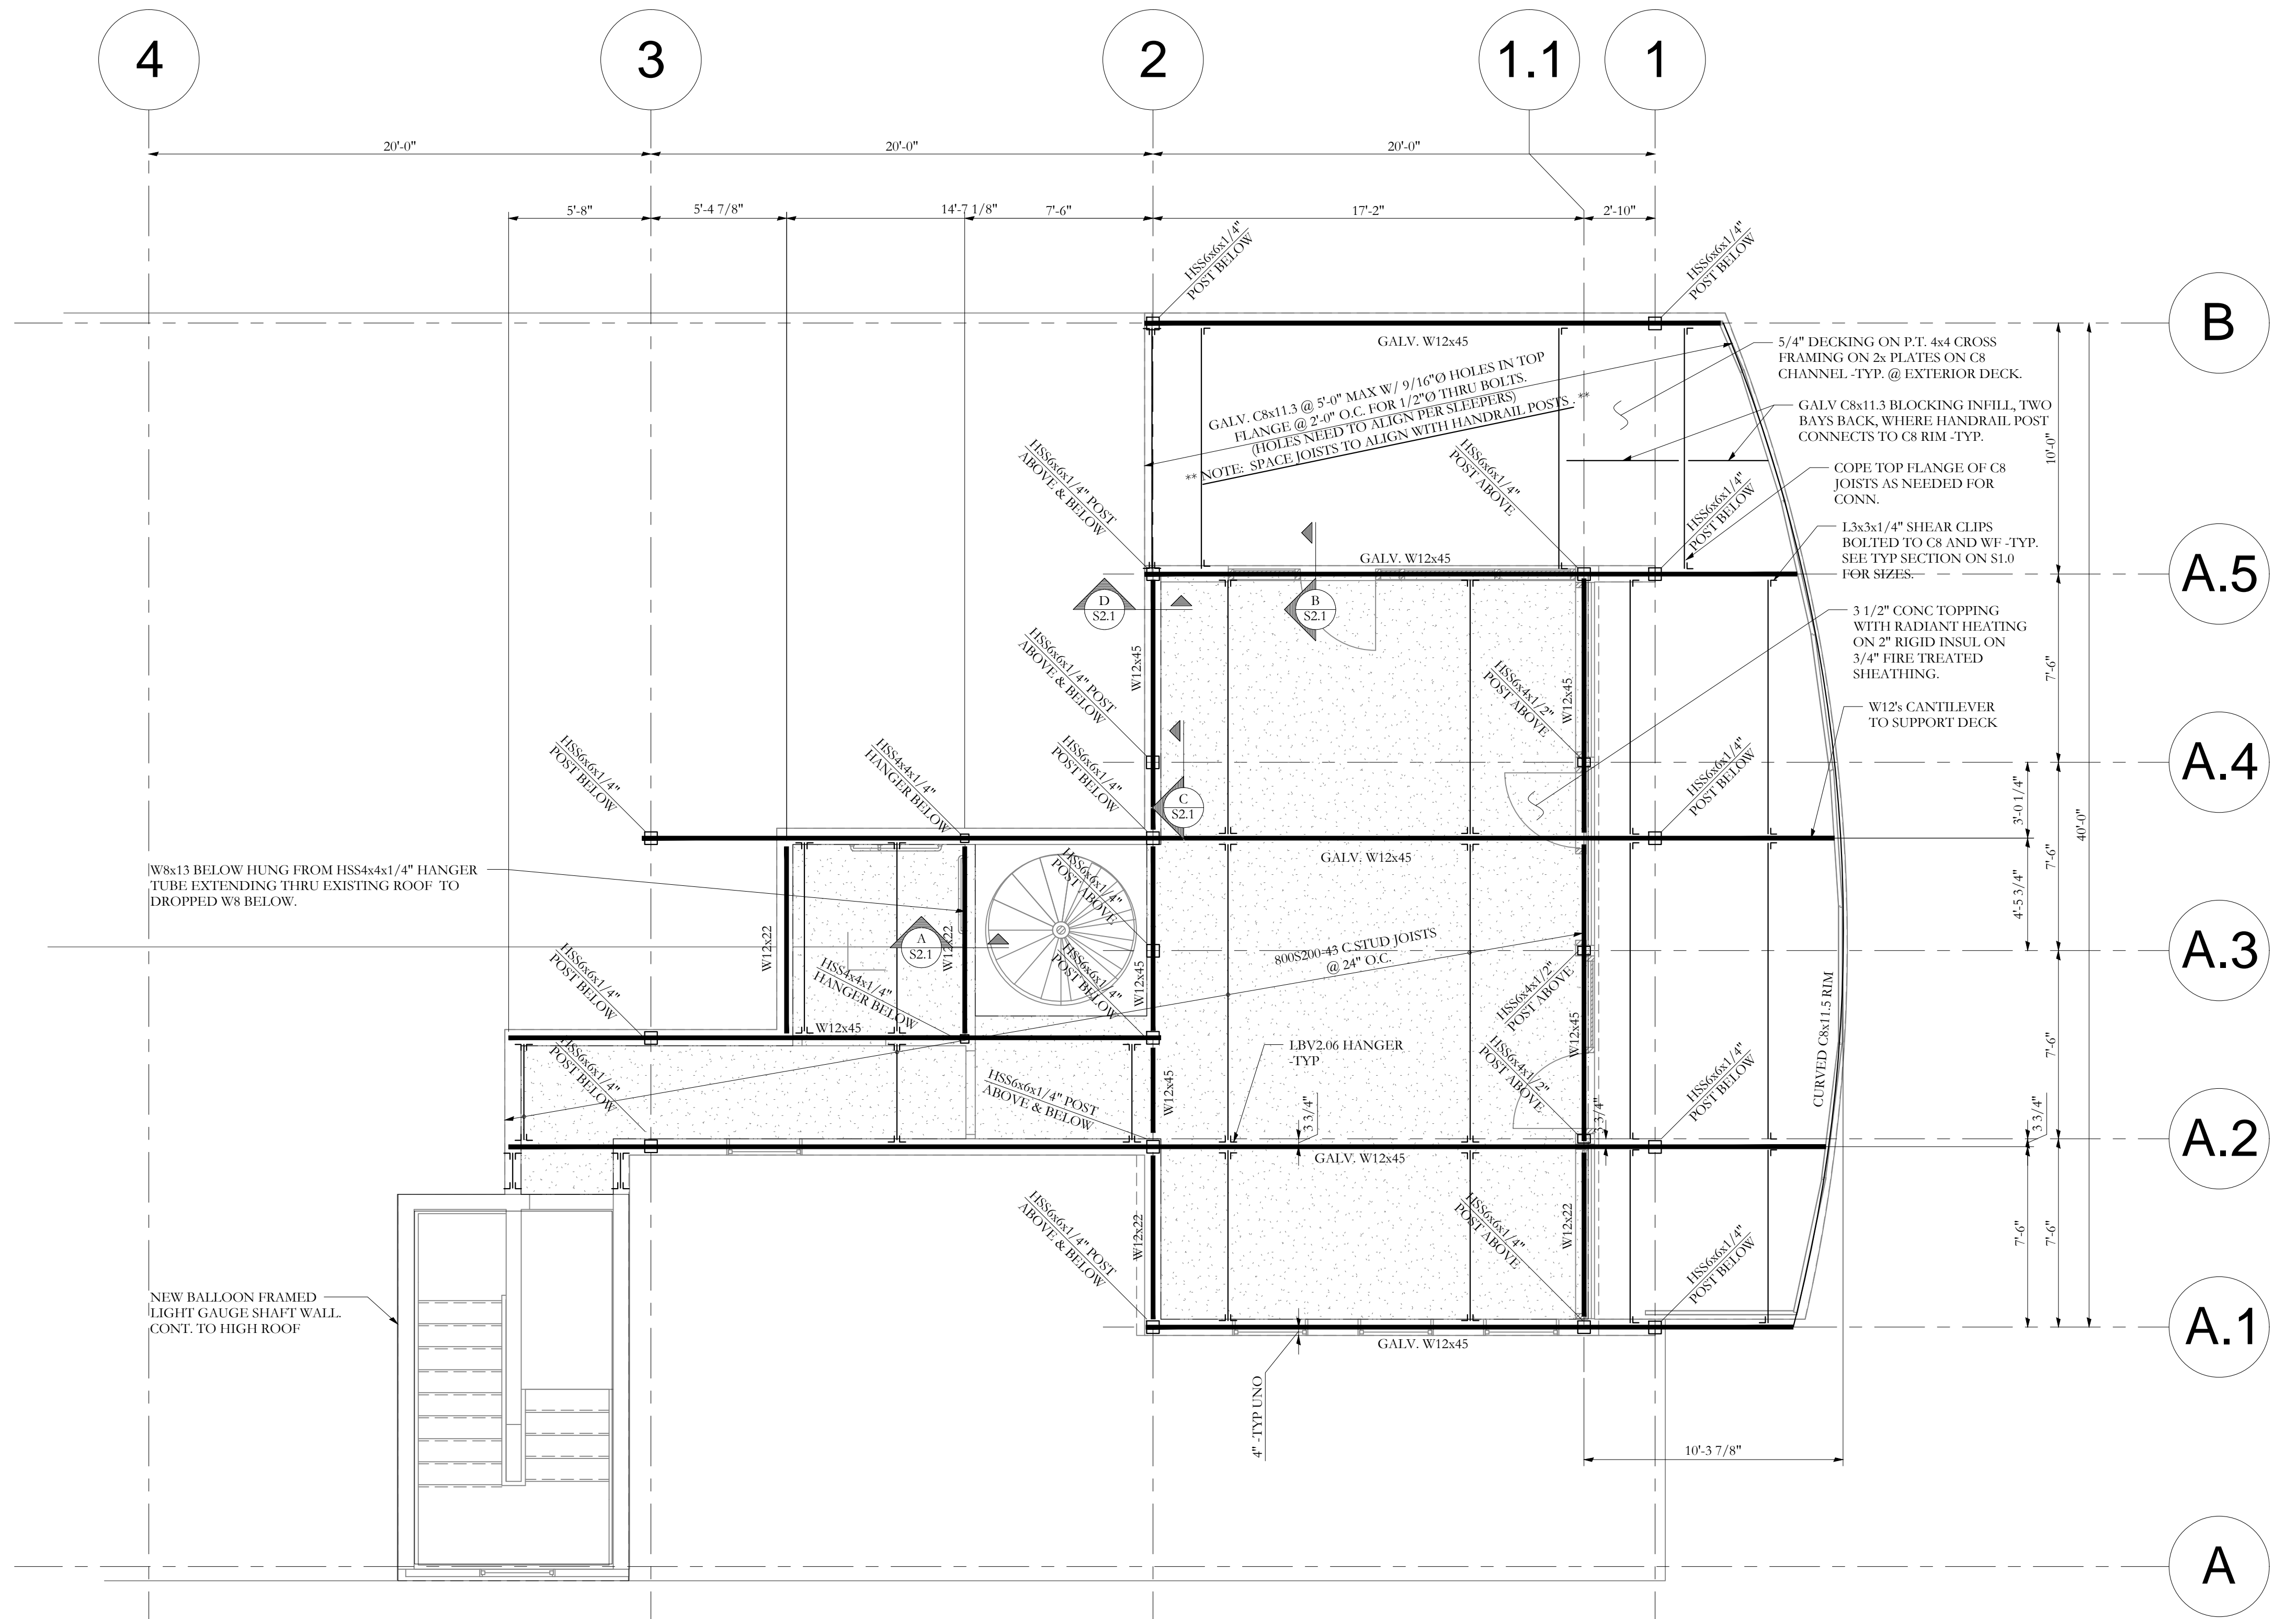 4
3
2
1.1
1
20'-0"
20'-0"
20'-0"
5'-8"
5'-4 7/8"
14'-7 1/8"
7'-6"
17'-2"
2'-10"
HSS6x6x1/4"
POST BELOW
HSS6x6x1/4"
POST BELOW
B
GALV. W12x45
5/4" DECKING ON P.T. 4x4 CROSS
FRAMING ON 2x PLATES ON C8
CHANNEL -TYP. @ EXTERIOR DECK.
GALV. C8x11.3 @ 5'-0" MAX W/ 9/16"Ø HOLES IN TOP
FLANGE @ 2'-0" O.C. FOR 1/2"Ø THRU BOLTS.
(HOLES NEED TO ALIGN PER SLEEPERS)
** NOTE: SPACE JOISTS TO ALIGN WITH HANDRAIL POSTS . **
GALV C8x11.3 BLOCKING INFILL, TWO
BAYS BACK, WHERE HANDRAIL POST
CONNECTS TO C8 RIM -TYP.
10'-0"
HSS6x6x1/4" POST
ABOVE & BELOW
HSS6x6x1/4"
POST ABOVE
HSS6x6x1/4"
POST BELOW
COPE TOP FLANGE OF C8
JOISTS AS NEEDED FOR
CONN.
L3x3x1/4" SHEAR CLIPS
BOLTED TO C8 AND WF -TYP.
SEE TYP SECTION ON S1.0
FOR SIZES.
GALV. W12x45
A.5
D
S2.1
B
S2.1
3 1/2" CONC TOPPING
WITH RADIANT HEATING
ON 2" RIGID INSUL ON
3/4" FIRE TREATED
SHEATHING.
HSS6x6x1/4" POST
ABOVE & BELOW
W12x45
HSS6x4x1/2"
POST ABOVE
W12x45
7'-6"
W12's CANTILEVER
TO SUPPORT DECK
HSS6x6x1/4"
POST BELOW
HSS4x4x1/4"
HANGER BELOW
HSS6x6x1/4"
POST BELOW
HSS6x6x1/4"
POST BELOW
A.4
C
S2.1
3'-0 1/4"
40'-0"
7'-6"
GALV. W12x45
W8x13 BELOW HUNG FROM HSS4x4x1/4" HANGER
TUBE EXTENDING THRU EXISTING ROOF TO
DROPPED W8 BELOW.
HSS6x6x1/4"
POST ABOVE
4'-5 3/4"
HSS6x6x1/4"
POST BELOW
W12x22
A
S2.1
W12x22
HSS4x4x1/4"
HANGER BELOW
HSS6x6x1/4"
POST BELOW
W12x45
800S200-43 C STUD JOISTS
@ 24" O.C.
A.3
HSS6x4x1/2"
POST ABOVE
W12x45
CURVED C8x11.5 RIM
W12x45
HSS6x6x1/4"
POST BELOW
HSS6x6x1/4" POST
ABOVE & BELOW
W12x45
LBV2.06 HANGER
-TYP
HSS6x4x1/2"
POST ABOVE
HSS6x6x1/4"
POST BELOW
7'-6"
3 3/4"
3 3/4"
3 3/4"
A.2
GALV. W12x45
HSS6x6x1/4" POST
ABOVE & BELOW
W12x22
HSS6x6x1/4"
POST ABOVE
W12x22
HSS6x6x1/4"
POST BELOW
7'-6"
7'-6"
NEW BALLOON FRAMED
LIGHT GAUGE SHAFT WALL.
CONT. TO HIGH ROOF
A.1
GALV. W12x45
4" -TYP UNO
10'-3 7/8"
A